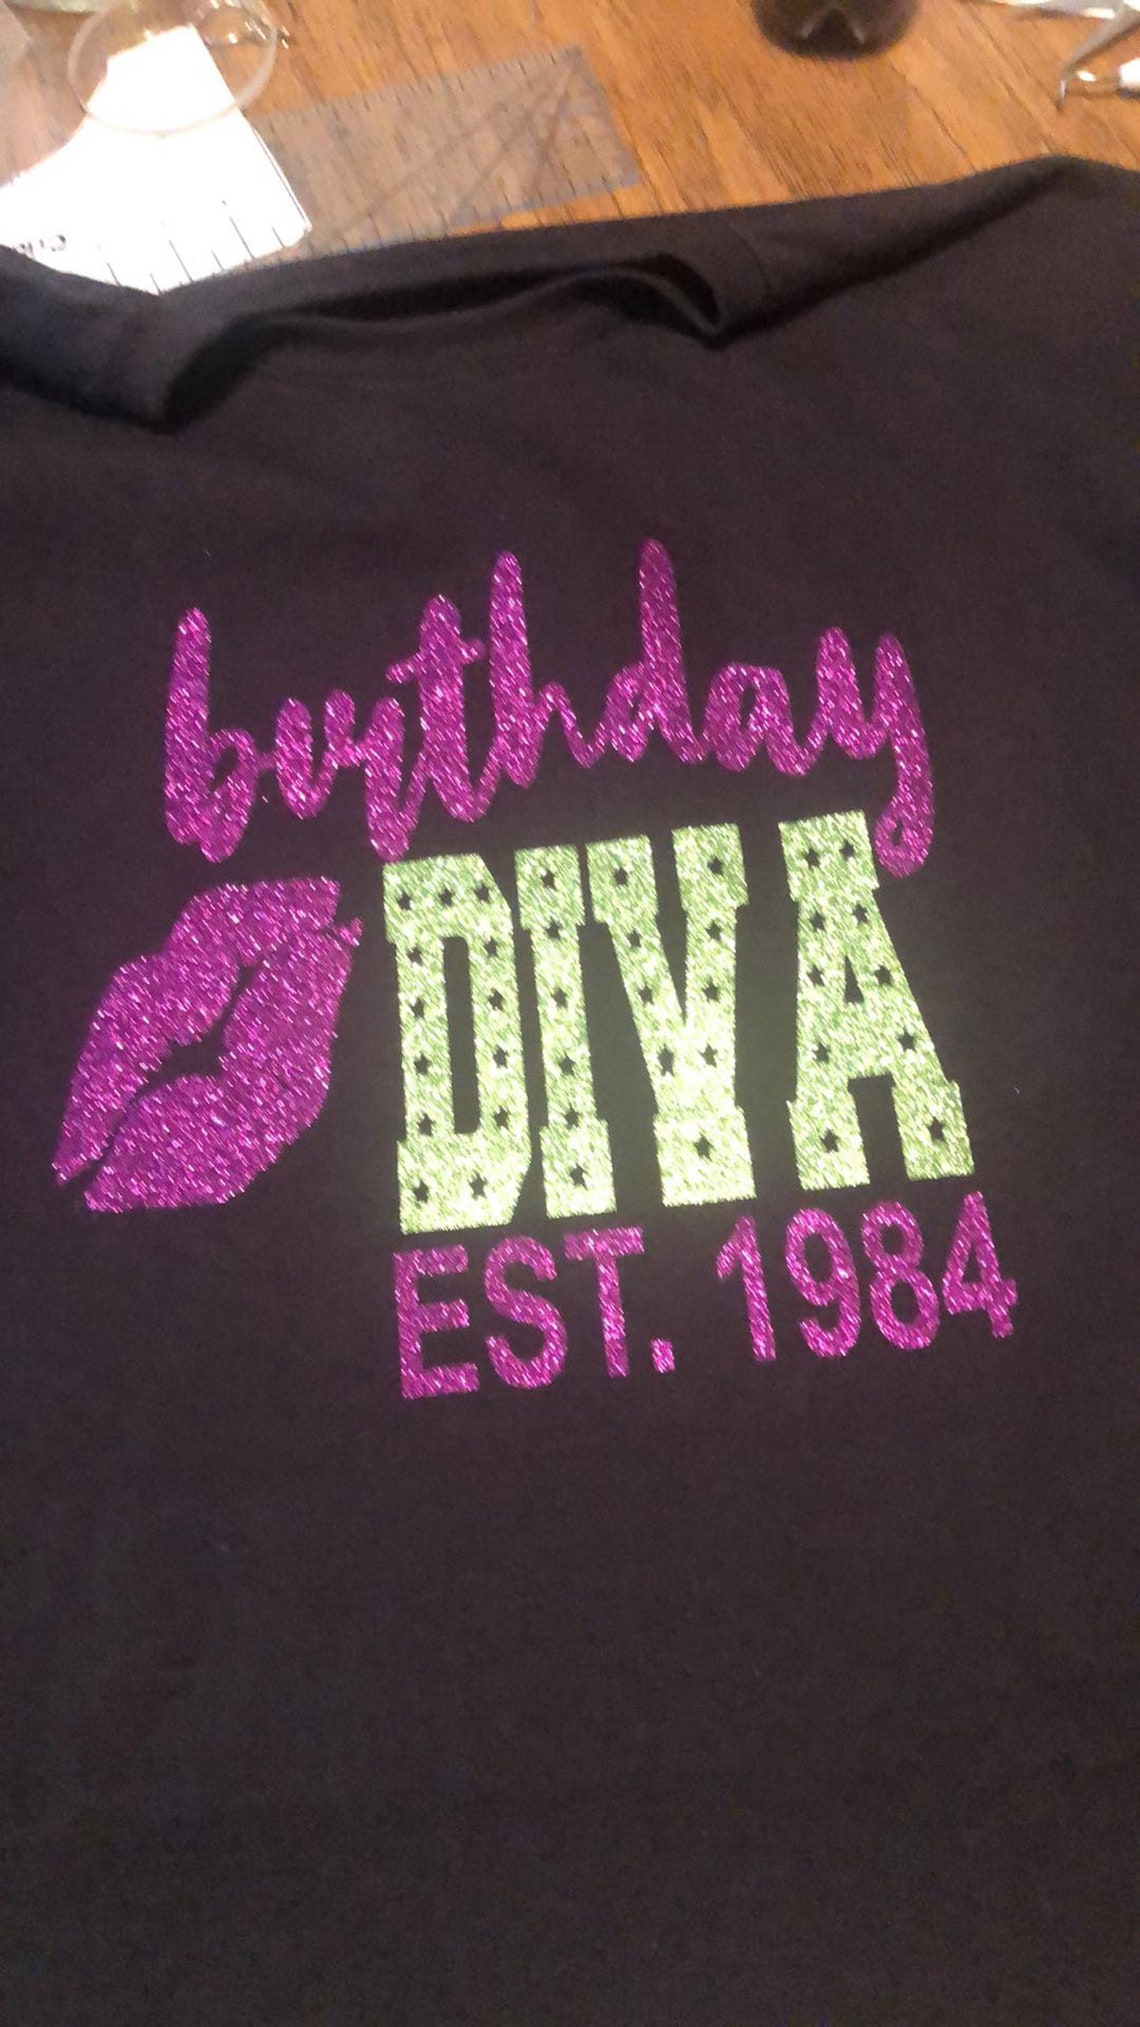 birthday
DIVA
EST. 1984